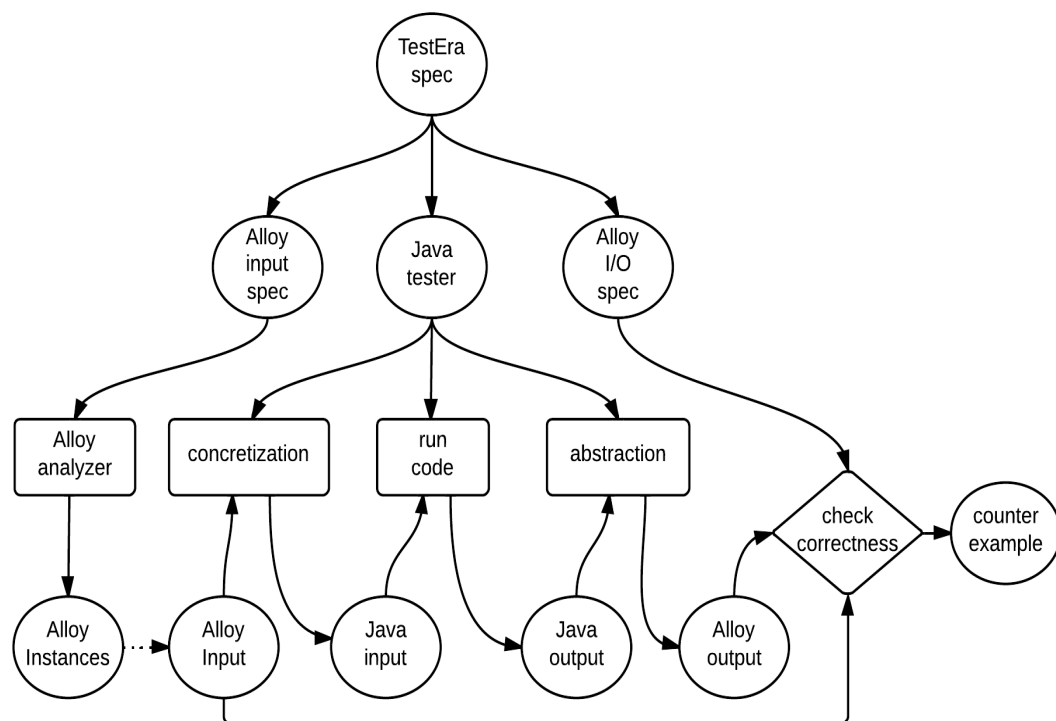 TestEra
spec
Alloy
input
spec
Java
tester
Alloy
I/O
spec
Alloy
analyzer
concretization
run
code
abstraction
check
correctness
counter
example
Alloy
Instances
Alloy
Input
Java
input
Java
output
Alloy
output